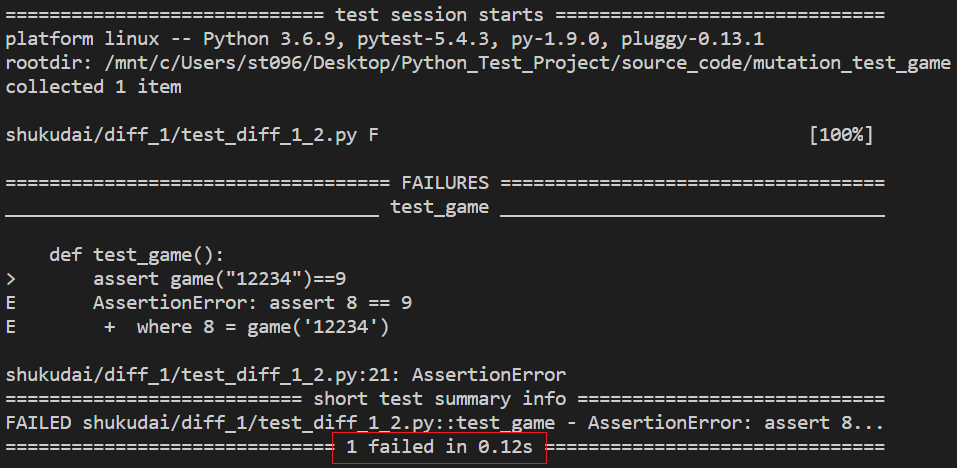 ============================= test session starts ==============================
platform linux -- Python 3.6.9, pytest-5.4.3, py-1.9.0, pluggy-0.13.1
rootdir: /mnt/c/Users/st096/Desktop/Python_Test_Project/source_code/mutation_test_game
collected 1 item

shukudai/diff_1/test_diff_1_2.py F                                       [100%]

=================================== FAILURES ===================================
__________________________________ test_game ___________________________________

    def test_game():
>       assert game("12234")==9
E       AssertionError: assert 8 == 9
E        +  where 8 = game('12234')

shukudai/diff_1/test_diff_1_2.py:21: AssertionError
=========================== short test summary info ============================
FAILED shukudai/diff_1/test_diff_1_2.py::test_game - AssertionError: assert 8...
============================== 1 failed in 0.12s ===============================